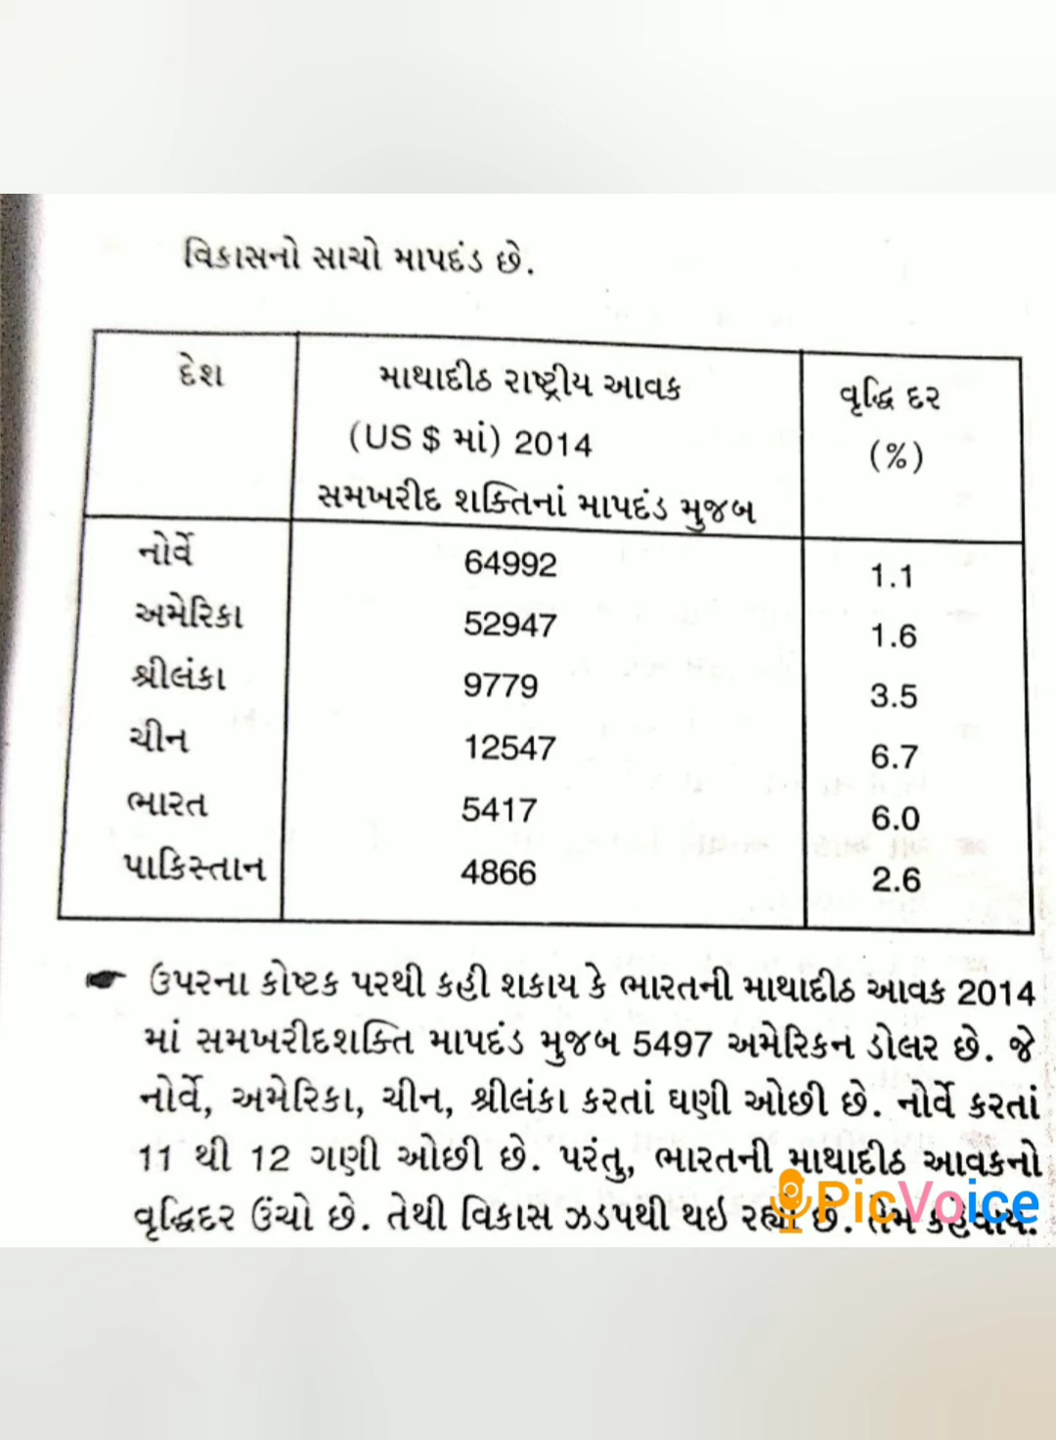 વિકાસનો સાચો માપદંડ છે.
દેશ માથાદીઠ રાષ્ટ્રીય આવક વૃદ્ધિ દર
(US $ માં) 2014 (%)
સમખરીદ શક્તિનાં માપદંડ મુજબ
નોર્વે 64992 1.1
અમેરિકા 52947 1.6
શ્રીલંકા 9779 3.5
ચીન 12547 6.7
ભારત 5417 6.0
પાકિસ્તાન 4866 2.6
☛ ઉપરના કોષ્ટક પરથી કહી શકાય કે ભારતની માથાદીઠ આવક 2014
માં સમખરીદશક્તિ માપદંડ મુજબ 5497 અમેરિકન ડોલર છે. જે
નોર્વે, અમેરિકા, ચીન, શ્રીલંકા કરતાં ઘણી ઓછી છે. નોર્વે કરતાં
11 થી 12 ગણી ઓછી છે. પરંતુ, ભારતની માથાદીઠ આવકનો
વૃદ્ધિદર ઉંચો છે. તેથી વિકાસ ઝડપથી થઇ રહ્યો છે. તેમ કહેવાય.
PicVoice